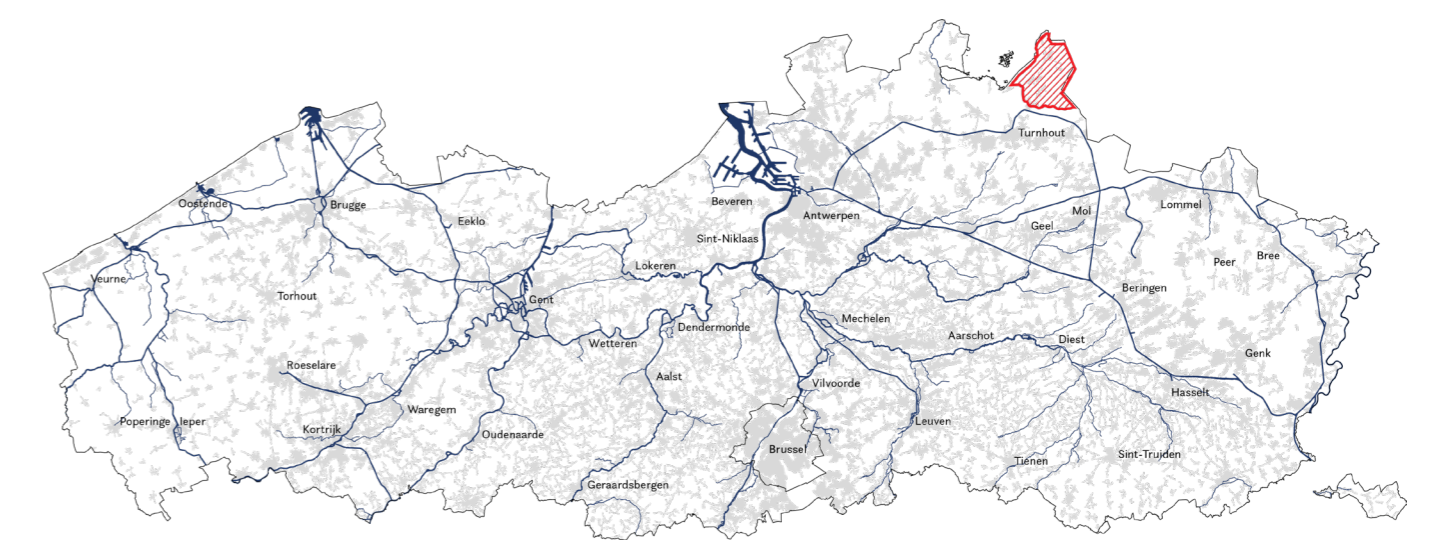 Turnhout
Oostende
Brugge
Eeklo
Beveren
Antwerpen
Mol
Lommel
Geel
Sint-Niklaas
Lokeren
Peer
Bree
Veurne
Torhout
Gent
Beringen
Dendermonde
Mechelen
Wetteren
Aarschot
Diest
Genk
Roeselare
Aalst
Vilvoorde
Hasselt
Waregem
Poperinge
Ieper
Kortrijk
Oudenaarde
Leuven
Brussel
Tienen
Sint-Truiden
Geraardsbergen